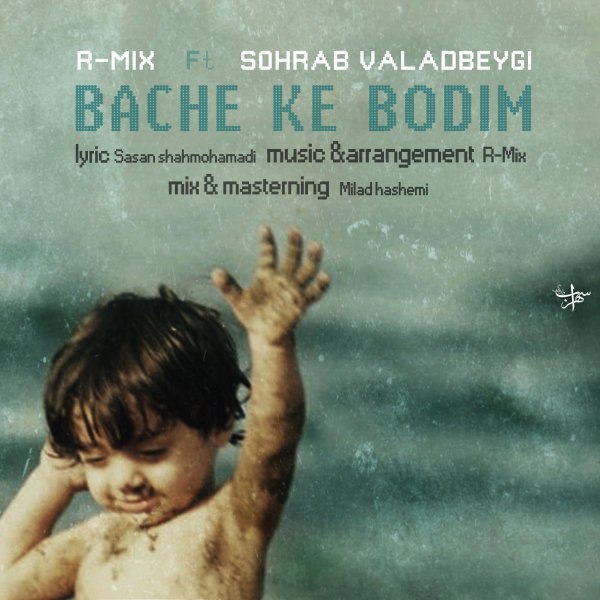 R-MIX Ft SOHRAB VALADBEYGI
BACHE KE BODIM
lyric Sasan shahmohamadi music &arrangement R-Mix
mix & masterning Milad hashemi